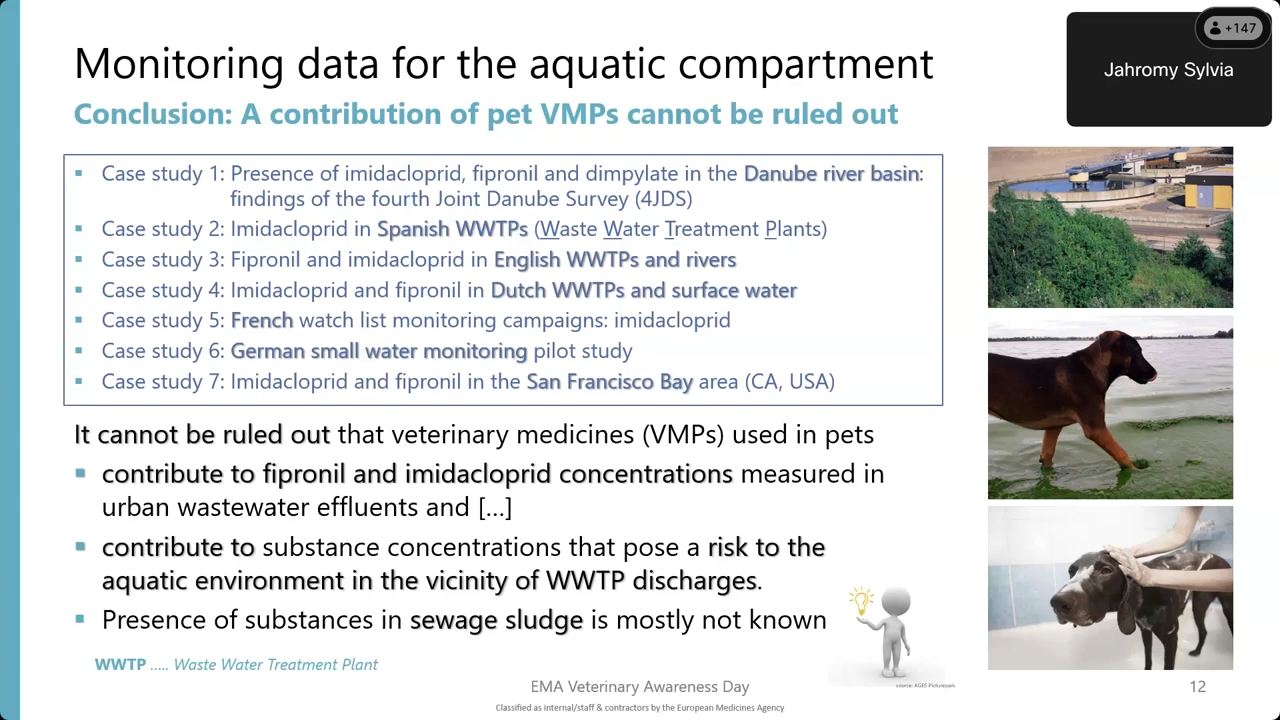 Monitoring data for the aquatic compartment
Conclusion: A contribution of pet VMPs cannot be ruled out
+147
Jahromy Sylvia
▪ Case study 1: Presence of imidacloprid, fipronil and dimpylate in the Danube river basin:
findings of the fourth Joint Danube Survey (4JDS)
▪ Case study 2: Imidacloprid in Spanish WWTPs (Waste Water Treatment Plants)
▪ Case study 3: Fipronil and imidacloprid in English WWTPs and rivers
▪ Case study 4: Imidacloprid and fipronil in Dutch WWTPs and surface water
▪ Case study 5: French watch list monitoring campaigns: imidacloprid
▪ Case study 6: German small water monitoring pilot study
▪ Case study 7: Imidacloprid and fipronil in the San Francisco Bay area (CA, USA)
It cannot be ruled out that veterinary medicines (VMPs) used in pets
▪ contribute to fipronil and imidacloprid concentrations measured in
urban wastewater effluents and [...]
▪ contribute to substance concentrations that pose a risk to the
aquatic environment in the vicinity of WWTP discharges.
▪ Presence of substances in sewage sludge is mostly not known
WWTP ..... Waste Water Treatment Plant
source: AGES Picturepark
EMA Veterinary Awareness Day
12
Classified as internal/staff & contractors by the European Medicines Agency